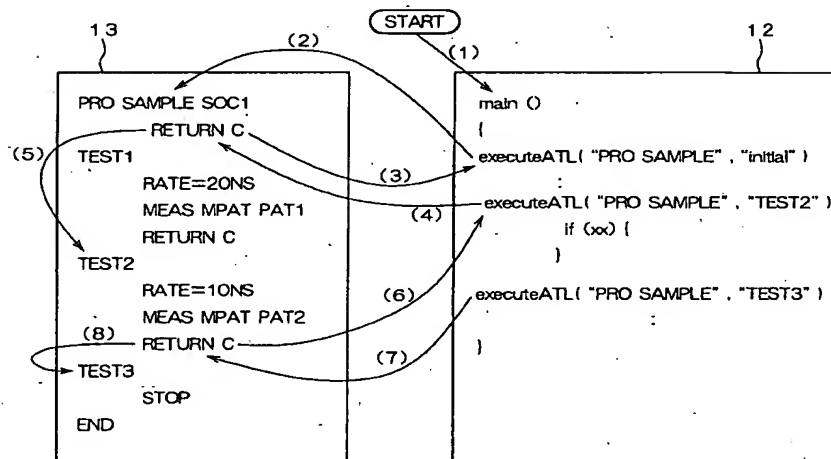 START
13
12
(1)
(2)
PRO SAMPLE SOC1
RETURN C
(5)
TEST1
(3)
RATE=20NS
(4)
MEAS MPAT PAT1
RETURN C
TEST2
RATE=10NS
(6)
MEAS MPAT PAT2
(8)
RETURN C
(7)
TEST3
STOP
END
main ()
{
executeATL( "PRO SAMPLE" , "initial" )
:
executeATL( "PRO SAMPLE" , "TEST2" )
if (xx) {
}
executeATL( "PRO SAMPLE" , "TEST3" )
:
}